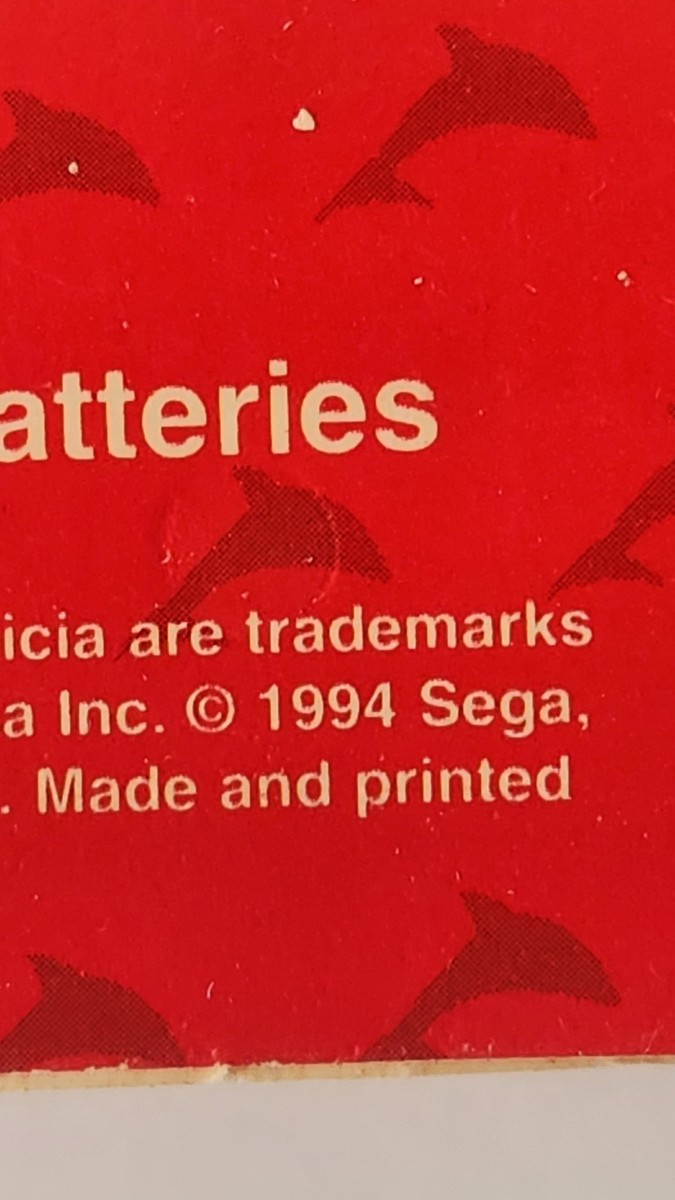 atteries
icia are trademarks
a Inc. © 1994 Sega,
. Made and printed